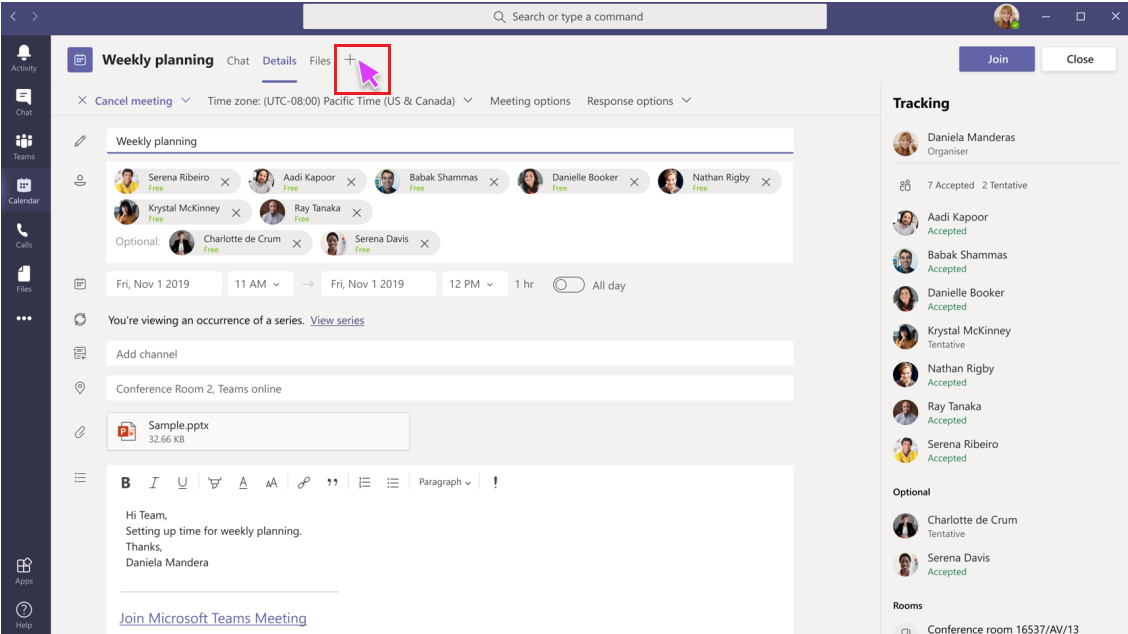 Search or type a command
Activity
Chat
Teams
Calendar
Calls
Files
Apps
Help
Weekly planning Chat Details Files
Join Close
Cancel meeting Time zone: (UTC-08:00) Pacific Time (US & Canada) Meeting options Response options
Weekly planning
Serena Ribeiro Aadi Kapoor Babak Shammas Danielle Booker Nathan Rigby
Free Free Free Free Free
Krystal McKinney Ray Tanaka
Free Free
Optional: Charlotte de Crum Serena Davis
Free Free
Fri, Nov 1 2019 11 AM → Fri, Nov 1 2019 12 PM 1 hr All day
You're viewing an occurrence of a series. View series
Add channel
Conference Room 2, Teams online
Sample.pptx
32.66 KB
B I U A AA Paragraph !
Hi Team,
Setting up time for weekly planning.
Thanks,
Daniela Mandera
Join Microsoft Teams Meeting
Tracking
Daniela Manderas
Organiser
7 Accepted 2 Tentative
Aadi Kapoor
Accepted
Babak Shammas
Accepted
Danielle Booker
Accepted
Krystal McKinney
Tentative
Nathan Rigby
Accepted
Ray Tanaka
Accepted
Serena Ribeiro
Accepted
Optional
Charlotte de Crum
Tentative
Serena Davis
Accepted
Rooms
Conference room 16537/AV/13